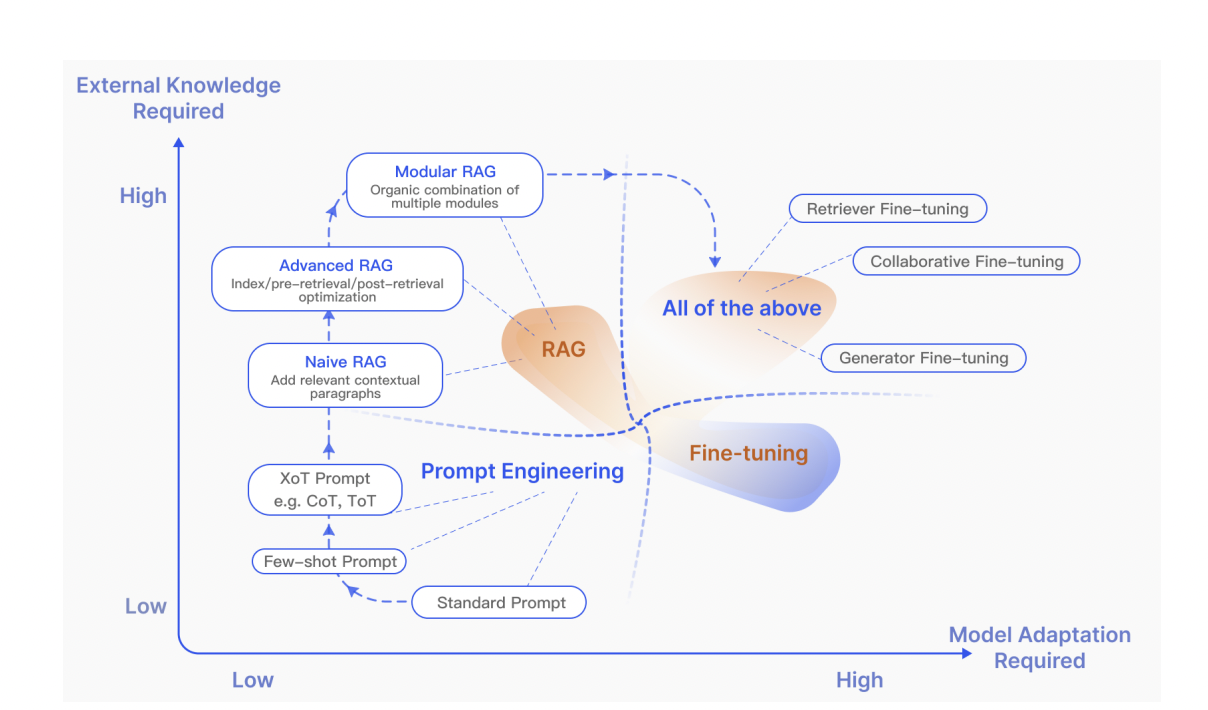 External Knowledge
Required
High
Modular RAG
Organic combination of
multiple modules
Retriever Fine-tuning
Advanced RAG
Index/pre-retrieval/post-retrieval
optimization
Collaborative Fine-tuning
All of the above
RAG
Generator Fine-tuning
Naive RAG
Add relevant contextual
paragraphs
Fine-tuning
Prompt Engineering
XoT Prompt
e.g. CoT, ToT
Few-shot Prompt
Standard Prompt
Low
Model Adaptation
Required
Low
High